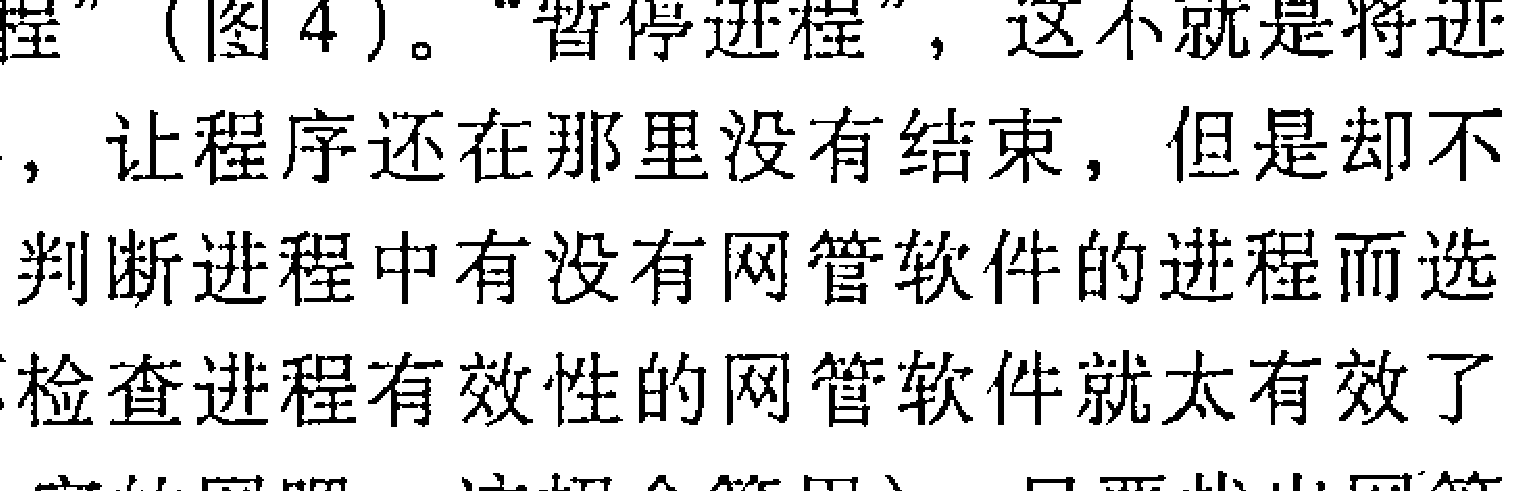 程”（图4）。“暂停进程”，这不就是将进
，让程序还在那里没有结束，但是却不
判断进程中有没有网管软件的进程而选
检查进程有效性的网管软件就太有效了